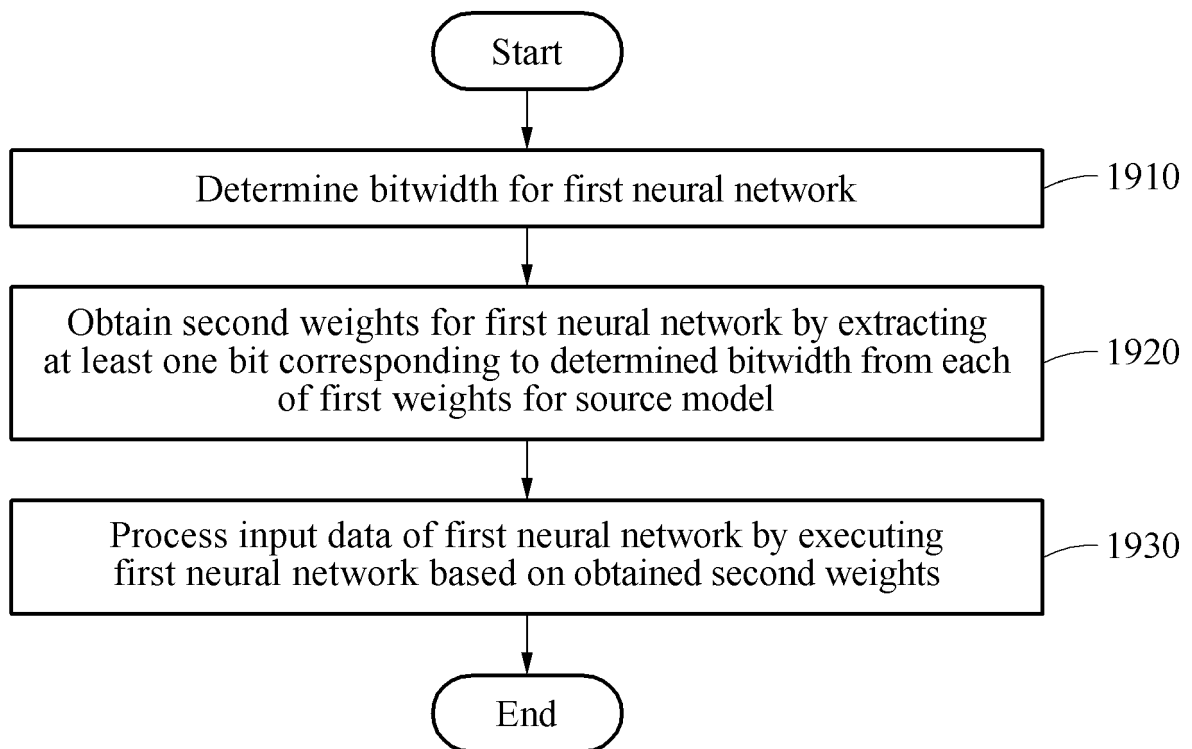 Start
Determine bitwidth for first neural network
1910
Obtain second weights for first neural network by extracting
at least one bit corresponding to determined bitwidth from each
of first weights for source model
1920
Process input data of first neural network by executing
first neural network based on obtained second weights
1930
End